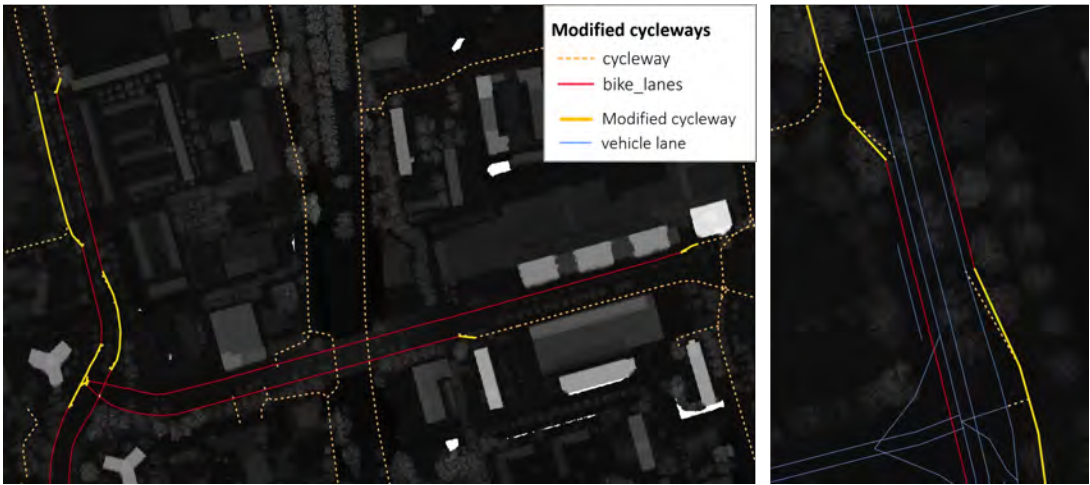 Modified cycleways
cycleway
bike_lanes
Modified cycleway
vehicle lane